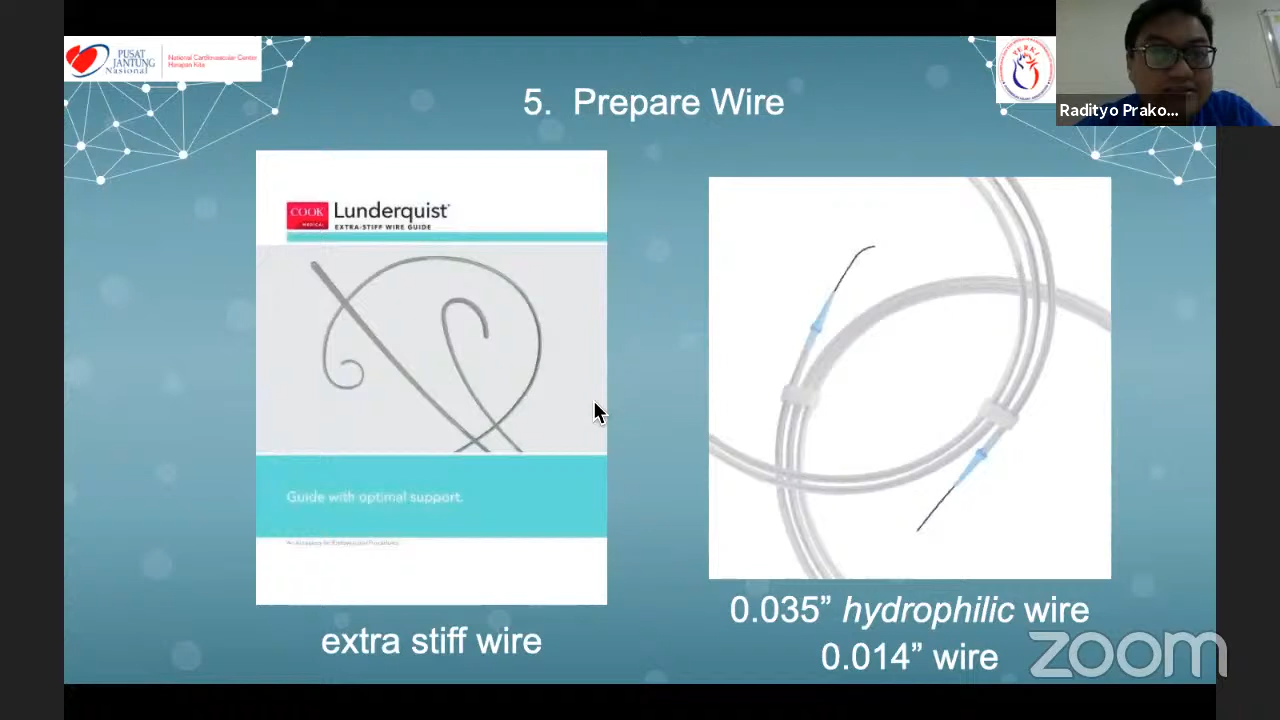 PUSAT
JANTUNG
Nasional
National Cardiovascular Center
Harapan Kita
PERKI
Radityo Prako...
5. Prepare Wire
COOK
MEDICAL
Lunderquist
EXTRA-STIFF WIRE GUIDE
Guide with optimal support.
extra stiff wire
0.035” hydrophilic wire
0.014” wire
zoom